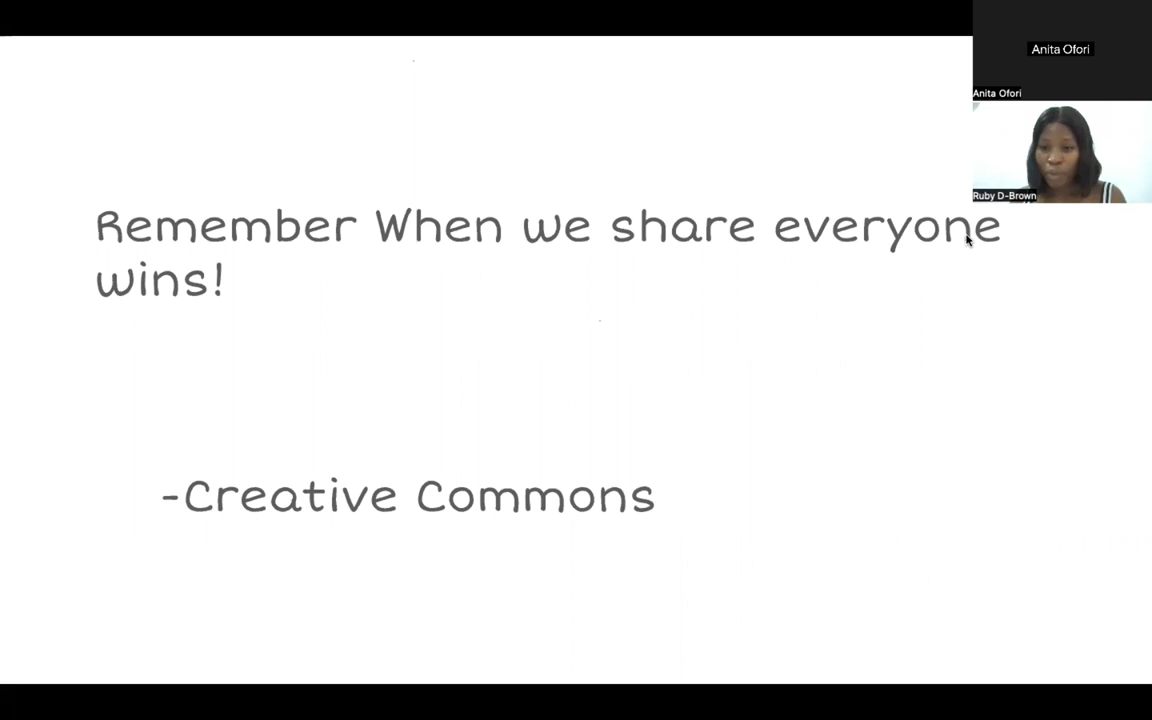 Anita Ofori
Anita Ofori
Ruby D-Brown
Remember When we share everyone
wins!
-Creative Commons